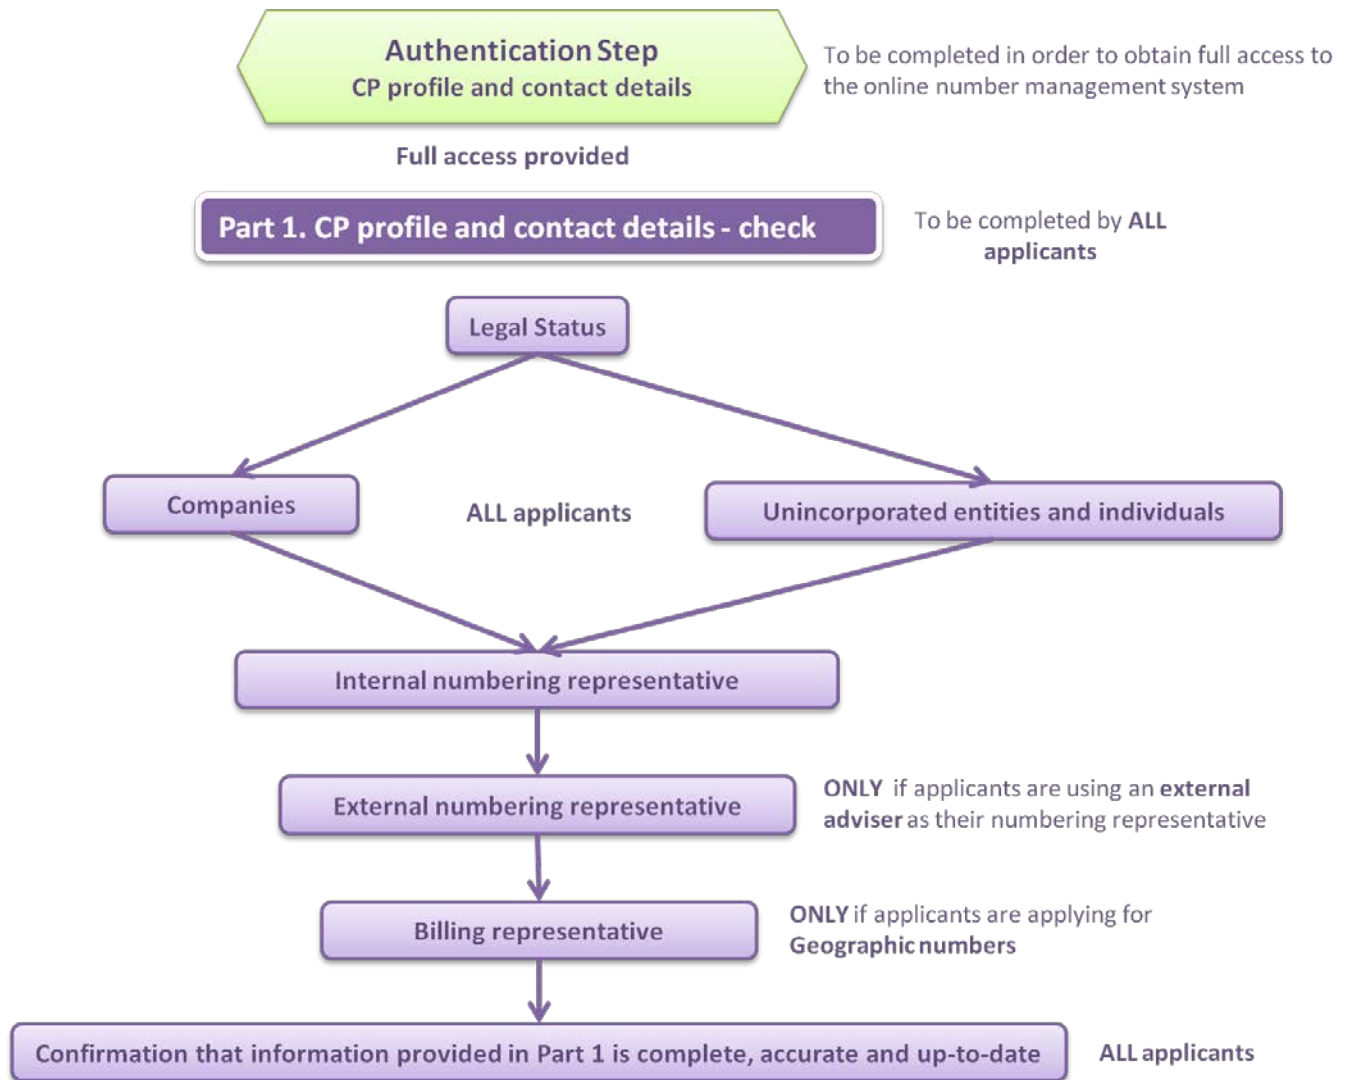 Authentication Step
CP profile and contact details
To be completed in order to obtain full access to
the online number management system
Full access provided
Part 1. CP profile and contact details - check
To be completed by ALL
applicants
Legal Status
Companies
ALL applicants
Unincorporated entities and individuals
Internal numbering representative
External numbering representative
ONLY if applicants are using an external
adviser as their numbering representative
Billing representative
ONLY if applicants are applying for
Geographic numbers
Confirmation that information provided in Part 1 is complete, accurate and up-to-date
ALL applicants